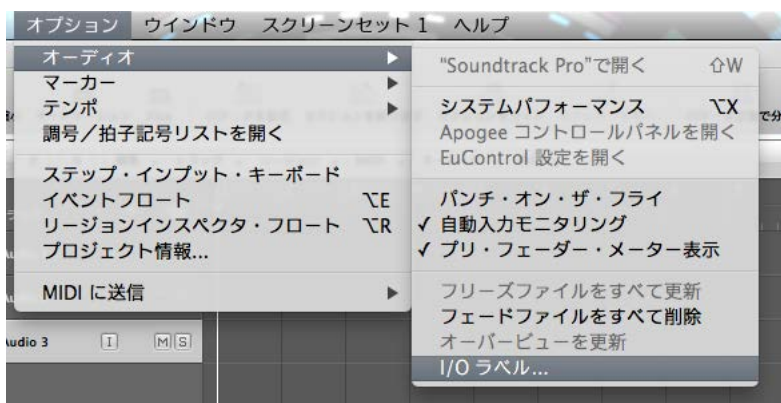 オプション ウインドウ スクリーンセット 1 ヘルプ
オーディオ ▶
マーカー ▶
テンポ ▶
調号／拍子記号リストを開く
ステップ・インプット・キーボード
イベントフロート ⌥E
リージョンインスペクタ・フロート ⌥R
プロジェクト情報...
MIDI に送信 ▶
"Soundtrack Pro"で開く ⇧W
システムパフォーマンス ⌥X
Apogee コントロールパネルを開く
EuControl 設定を開く
パンチ・オン・ザ・フライ
✓ 自動入力モニタリング
✓ プリ・フェーダー・メーター表示
フリーズファイルをすべて更新
フェードファイルをすべて削除
オーバービューを更新
I/O ラベル...
で分
udio 3 I M S